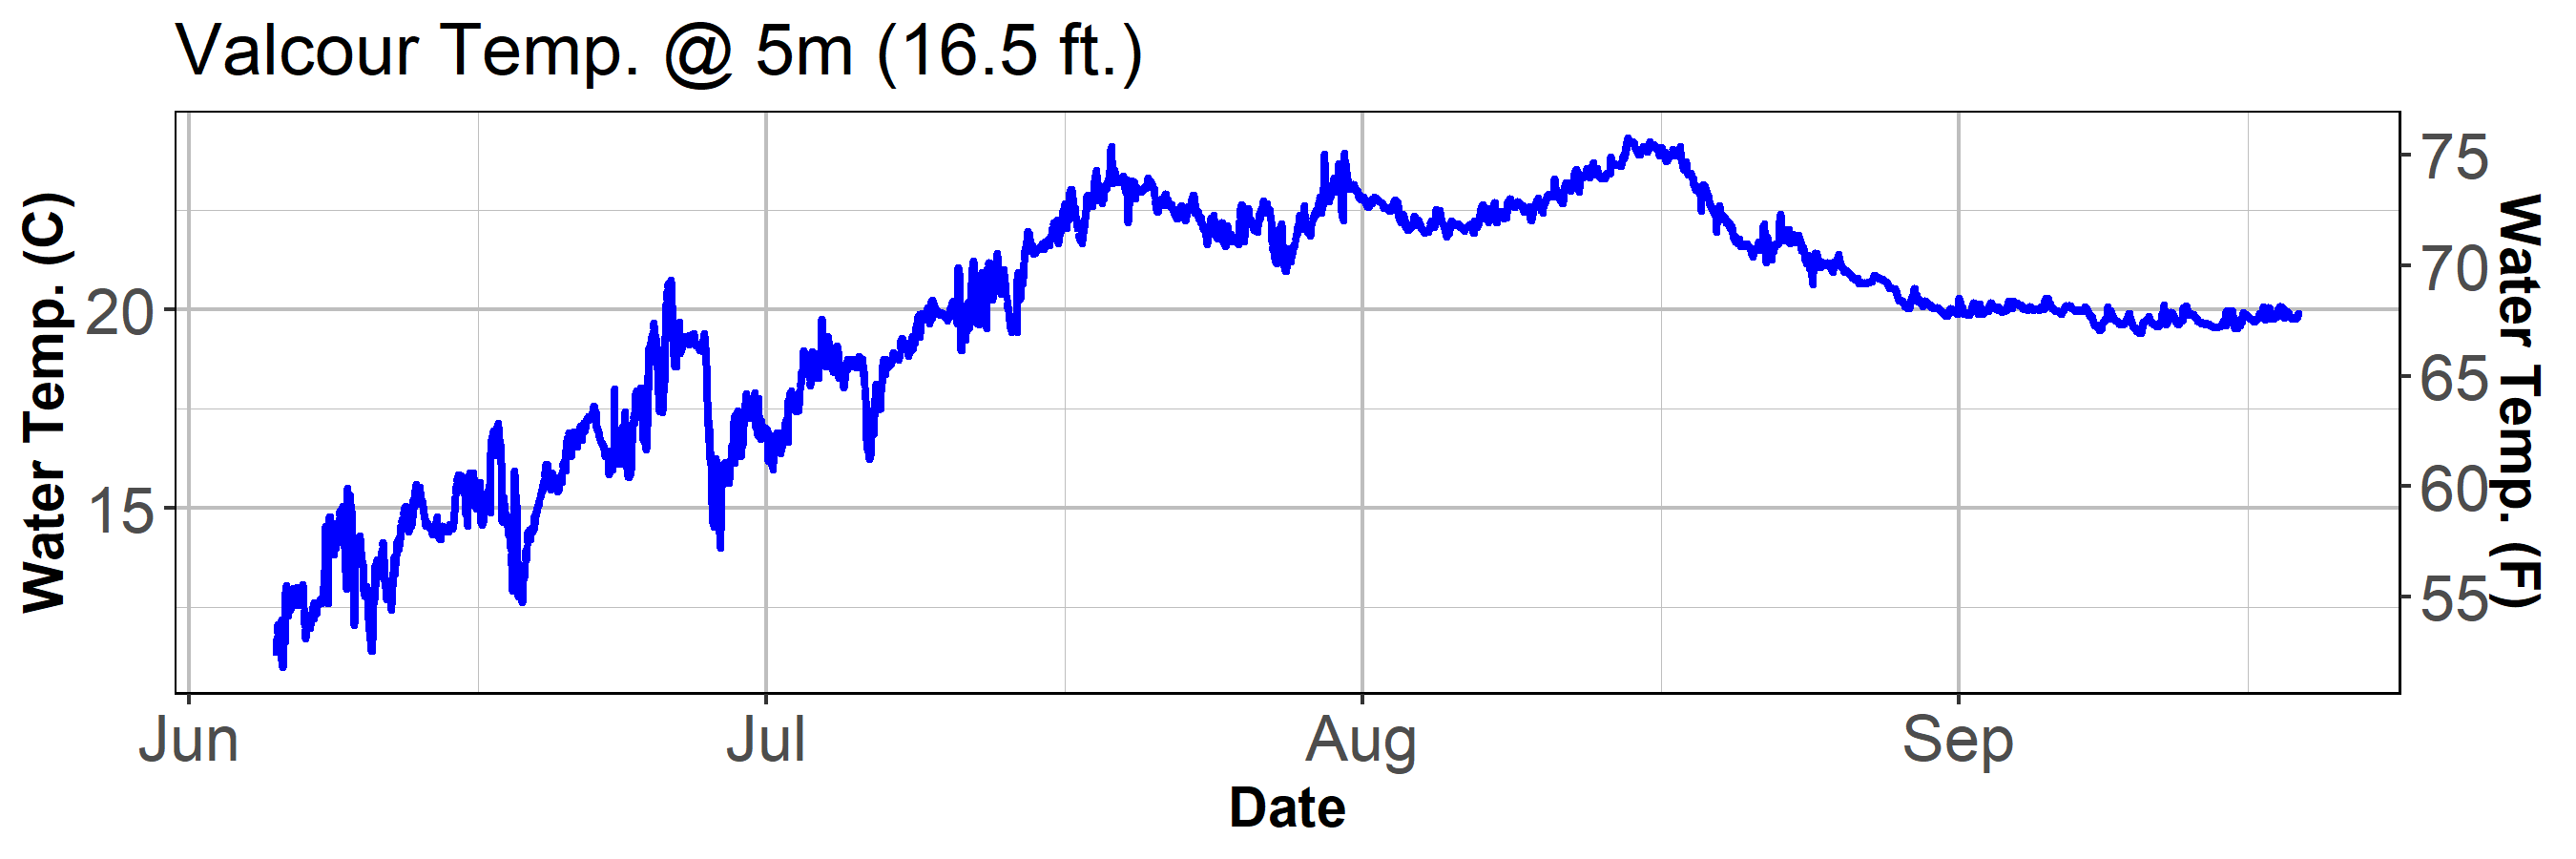 Valcour Temp. @ 5m (16.5 ft.)
Water Temp. (C)
20
15
75
70
65
60
55
Water Temp. (F)
Jun Jul Aug Sep
Date